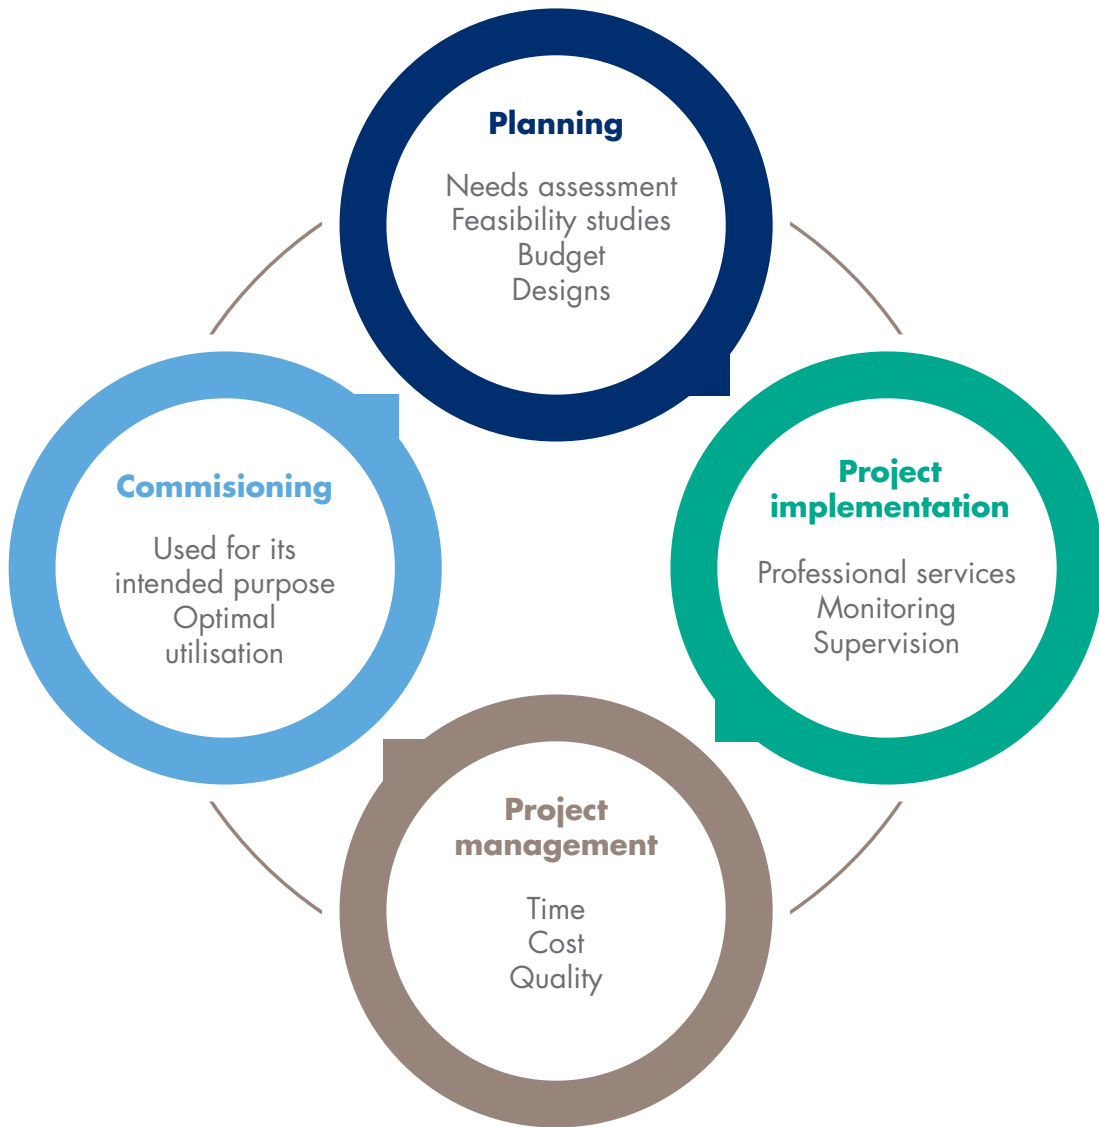 Planning
Needs assessment
Feasibility studies
Budget
Designs
Project
implementation
Professional services
Monitoring
Supervision
Project
management
Time
Cost
Quality
Commisioning
Used for its
intended purpose
Optimal
utilisation